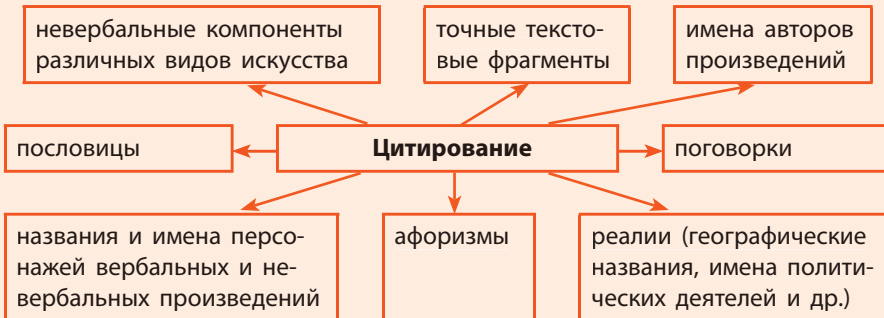 невербальные компоненты
различных видов искусства
точные тексто-
вые фрагменты
имена авторов
произведений
пословицы
Цитирование
поговорки
названия и имена персо-
нажей вербальных и не-
вербальных произведений
афоризмы
реалии (географические
названия, имена полити-
ческих деятелей и др.)